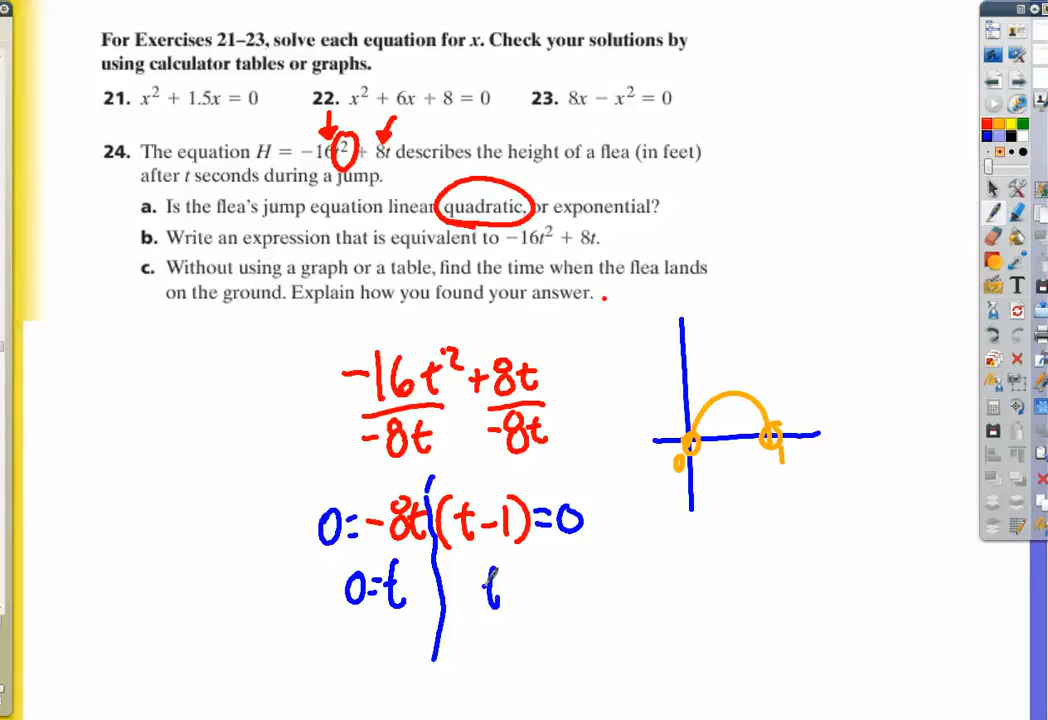 For Exercises 21–23, solve each equation for x. Check your solutions by
using calculator tables or graphs.
21. x² + 1.5x = 0 22. x² + 6x + 8 = 0 23. 8x − x² = 0
24. The equation H = −16t² + 8t describes the height of a flea (in feet)
after t seconds during a jump.
a. Is the flea's jump equation linear, quadratic, or exponential?
b. Write an expression that is equivalent to −16t² + 8t.
c. Without using a graph or a table, find the time when the flea lands
on the ground. Explain how you found your answer.
-16t² + 8t
-8t -8t
0 = -8t (t - 1) = 0
0 = t t
0 1
T